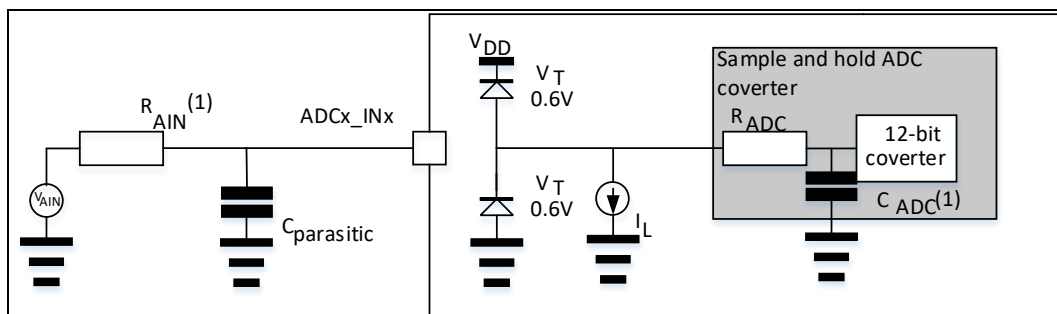 R AIN (1)
V AIN
C parasitic
ADCx_INx
V DD
V T
0.6V
V T
0.6V
I L
Sample and hold ADC
coverter
R ADC
12-bit
coverter
C ADC (1)